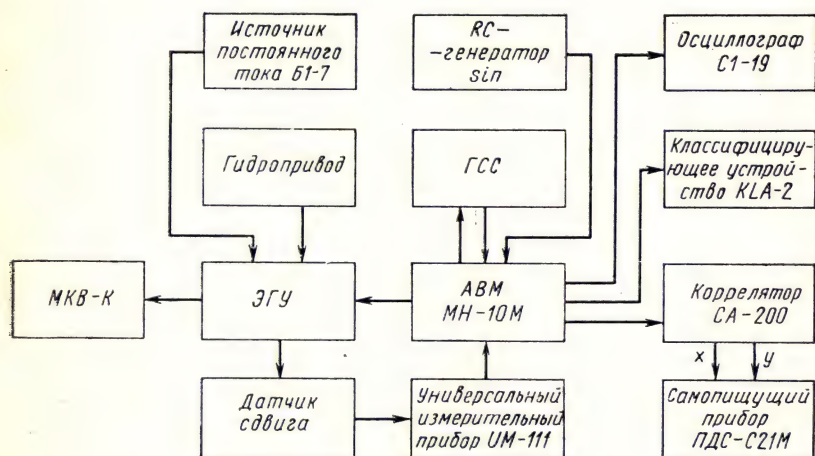 Источник
постоянного
тока Б1-7
RC-
-генератор
sin
Осциллограф
С1-19
Гидропривод
ГСС
Классифицирую-
ющее устрой-
ство KLA-2
МКВ-К
ЭГУ
АВМ
МН-10М
Коррелятор
СА-200
x
y
Датчик
сдвига
Универсальный
измерительный
прибор UM-111
Самопищущий
прибор
ПДС-С21М